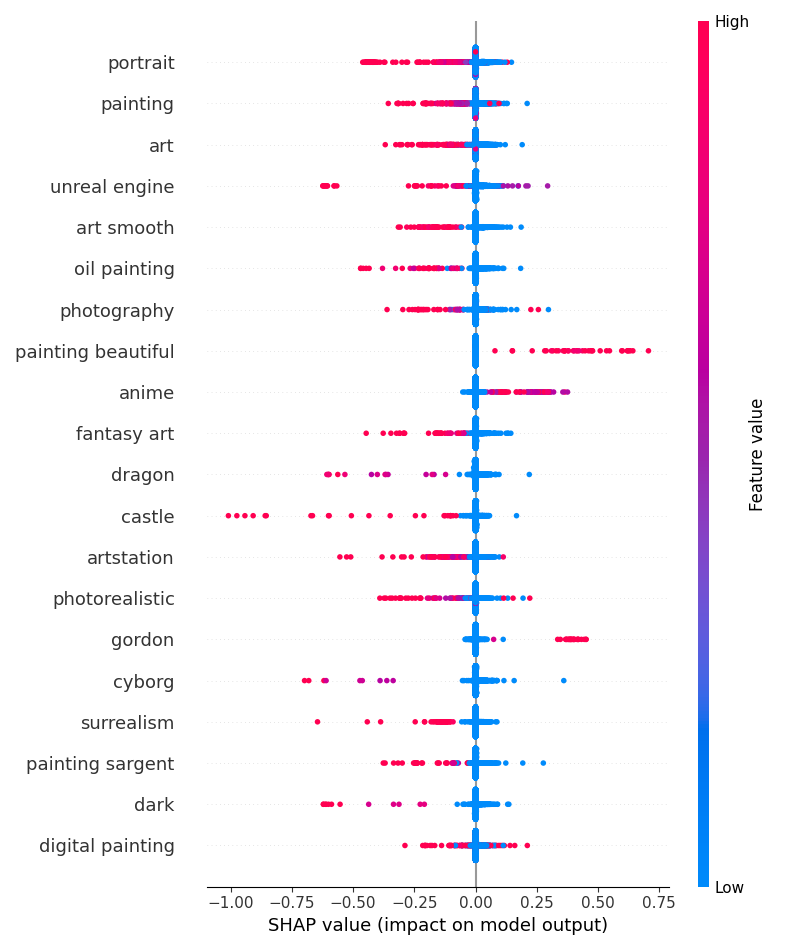 High
portrait
painting
art
unreal engine
art smooth
oil painting
photography
painting beautiful
anime
fantasy art
dragon
castle
artstation
photorealistic
gordon
cyborg
surrealism
painting sargent
dark
digital painting
Feature value
Low
−1.00 −0.75 −0.50 −0.25 0.00 0.25 0.50 0.75
SHAP value (impact on model output)